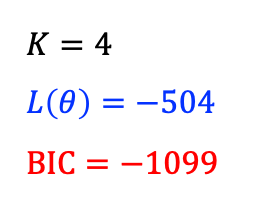 K = 4
L(θ) = −504
BIC = −1099